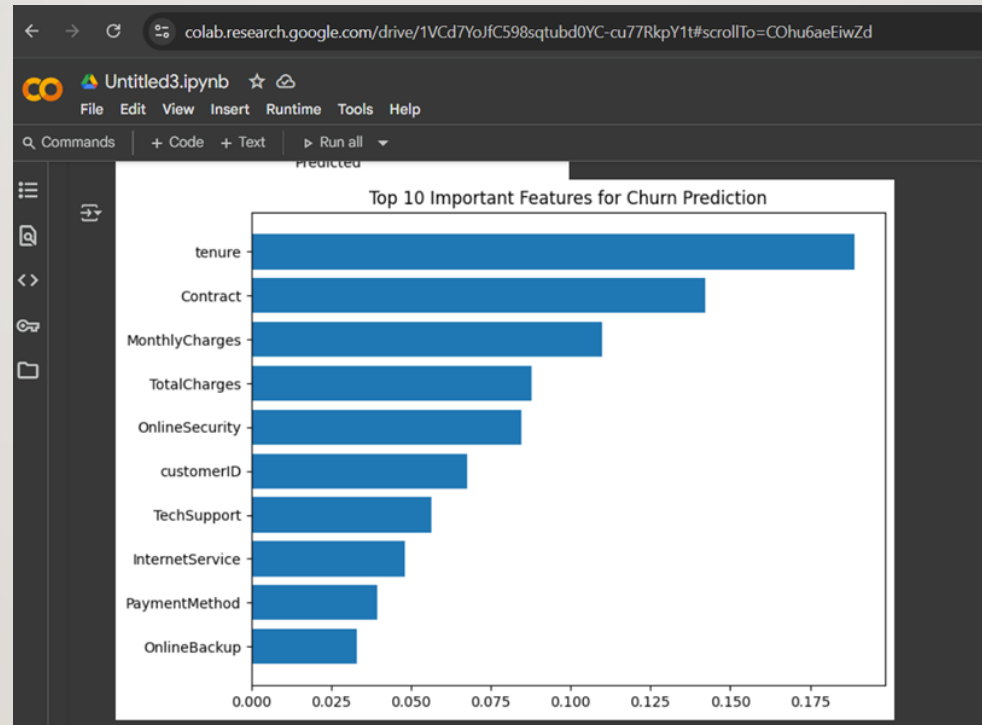 colab.research.google.com/drive/1VCd7YoJfC598sqtubd0YC-cu77RkpY1t#scrollTo=COhu6aeEiwZd
CO Untitled3.ipynb
File Edit View Insert Runtime Tools Help
Commands + Code + Text Run all
Predicted
Top 10 Important Features for Churn Prediction
tenure
Contract
MonthlyCharges
TotalCharges
OnlineSecurity
customerID
TechSupport
InternetService
PaymentMethod
OnlineBackup
0.000 0.025 0.050 0.075 0.100 0.125 0.150 0.175